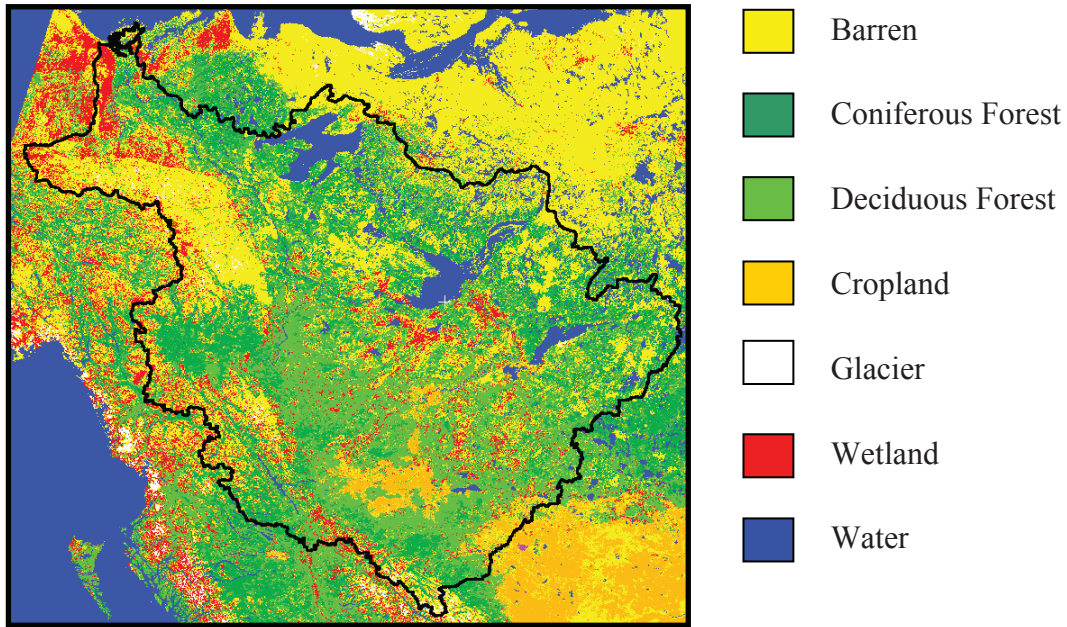 Barren
Coniferous Forest
Deciduous Forest
Cropland
Glacier
Wetland
Water